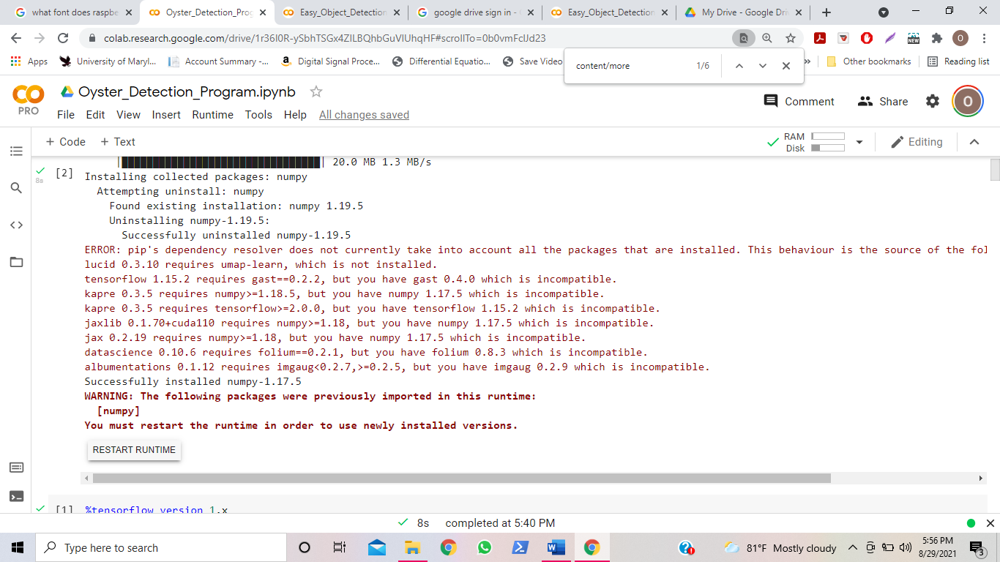 what font does raspbe
Oyster_Detection_Prog
Easy_Object_Detection
google drive sign in - G
Easy_Object_Detection
My Drive - Google Driv
colab.research.google.com/drive/
Apps
University of Maryl...
Account Summary -...
Digital Signal Proce...
Differential Equatio...
Save Video
Other bookmarks
Reading list
content/more
1/6
PRO
Oyster_Detection_Program.ipynb
Comment
Share
O
File Edit View Insert Runtime Tools Help All changes saved
+ Code + Text
RAM
Disk
Editing
20.0 MB 1.3 MB/s
8s
[2]
Installing collected packages: numpy
Attempting uninstall: numpy
Found existing installation: numpy 1.19.5
Uninstalling numpy-1.19.5:
Successfully uninstalled numpy-1.19.5
ERROR: pip's dependency resolver does not currently take into account all the packages that are installed. This behaviour is the source of the fol
lucid 0.3.10 requires umap-learn, which is not installed.
tensorflow 1.15.2 requires gast==0.2.2, but you have gast 0.4.0 which is incompatible.
kapre 0.3.5 requires numpy>=1.18.5, but you have numpy 1.17.5 which is incompatible.
kapre 0.3.5 requires tensorflow>=2.0.0, but you have tensorflow 1.15.2 which is incompatible.
jaxlib 0.1.70+cuda110 requires numpy>=1.18, but you have numpy 1.17.5 which is incompatible.
jax 0.2.19 requires numpy>=1.18, but you have numpy 1.17.5 which is incompatible.
datascience 0.10.6 requires folium==0.2.1, but you have folium 0.8.3 which is incompatible.
albumentations 0.1.12 requires imgaug<0.2.7,>=0.2.5, but you have imgaug 0.2.9 which is incompatible.
Successfully installed numpy-1.17.5
WARNING: The following packages were previously imported in this runtime:
[numpy]
You must restart the runtime in order to use newly installed versions.
RESTART RUNTIME
[1] %tensorflow_version 1.x
8s completed at 5:40 PM
Type here to search
81°F Mostly cloudy
5:56 PM
8/29/2021
3